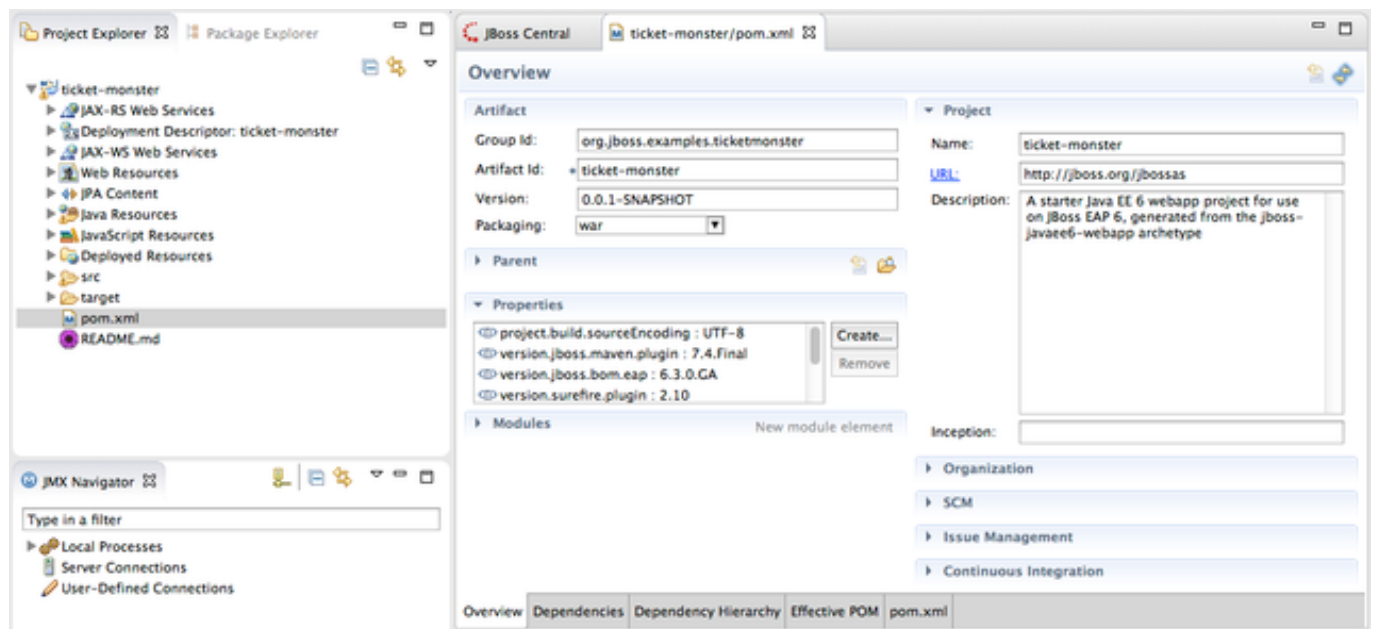 Project Explorer
Package Explorer
ticket-monster
JAX-RS Web Services
Deployment Descriptor: ticket-monster
JAX-WS Web Services
Web Resources
JPA Content
Java Resources
JavaScript Resources
Deployed Resources
src
target
pom.xml
README.md
JMX Navigator
Type in a filter
Local Processes
Server Connections
User-Defined Connections
JBoss Central
ticket-monster/pom.xml
Overview
Artifact
Group Id: org.jboss.examples.ticketmonster
Artifact Id: ticket-monster
Version: 0.0.1-SNAPSHOT
Packaging: war
Parent
Properties
project.build.sourceEncoding : UTF-8
version.jboss.maven.plugin : 7.4.Final
version.jboss.bom.eap : 6.3.0.GA
version.surefire.plugin : 2.10
Create...
Remove
Modules
New module element
Project
Name: ticket-monster
URL: http://jboss.org/jbossas
Description: A starter Java EE 6 webapp project for use
on JBoss EAP 6, generated from the jboss-
javaee6-webapp archetype
Inception:
Organization
SCM
Issue Management
Continuous Integration
Overview Dependencies Dependency Hierarchy Effective POM pom.xml